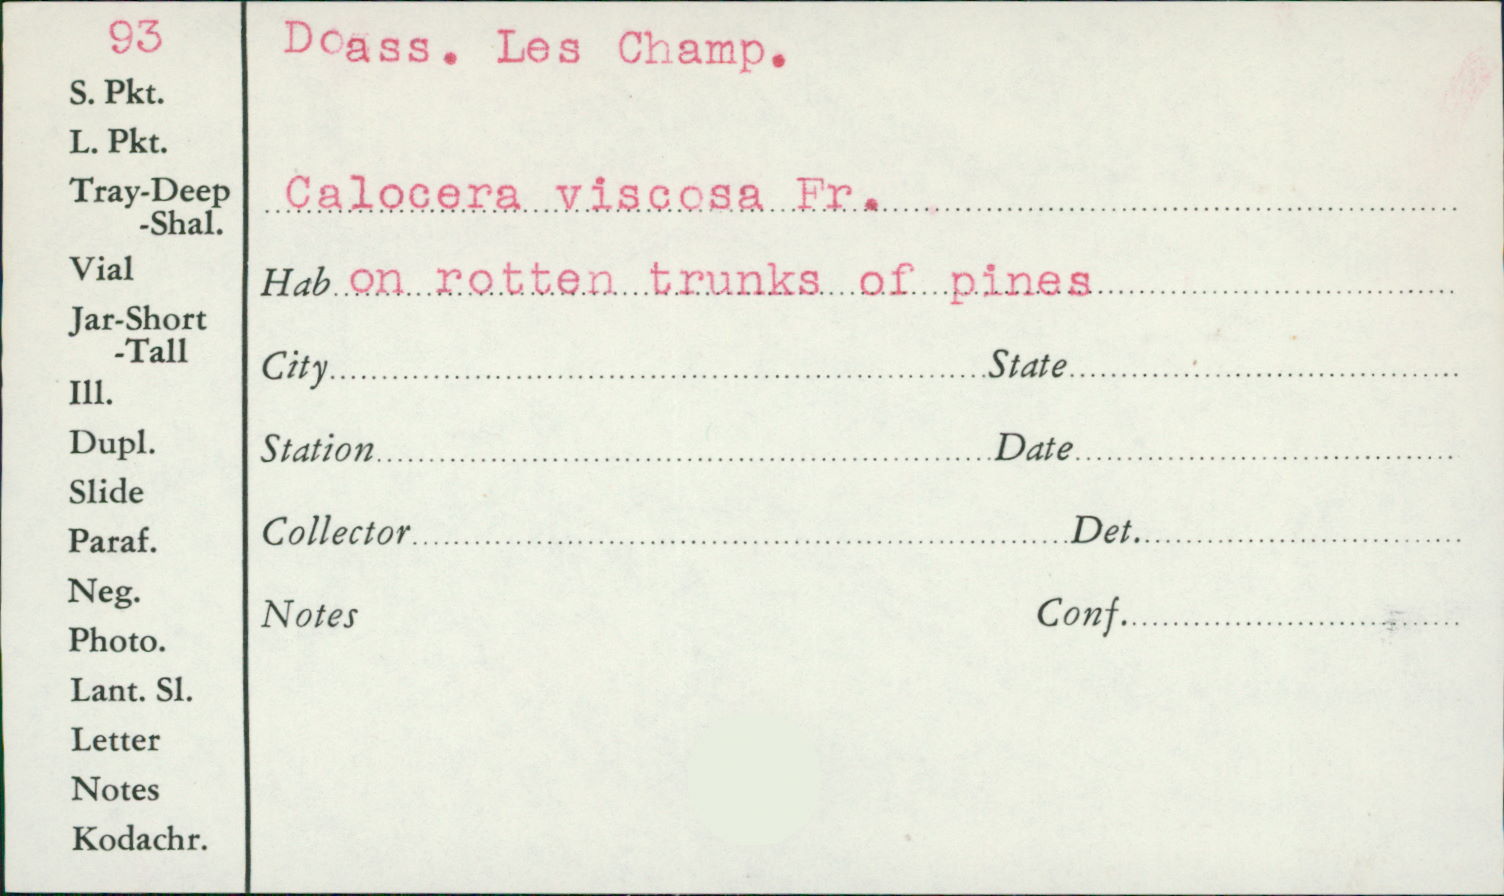 93
S. Pkt.
L. Pkt.
Tray-Deep
-Shal.
Vial
Jar-Short
-Tall
Ill.
Dupl.
Slide
Paraf.
Neg.
Photo.
Lant. Sl.
Letter
Notes
Kodachr.
Doass. Les Champ.
Calocera viscosa Fr.
Hab on rotten trunks of pines
City State
Station Date
Collector Det.
Notes Conf.